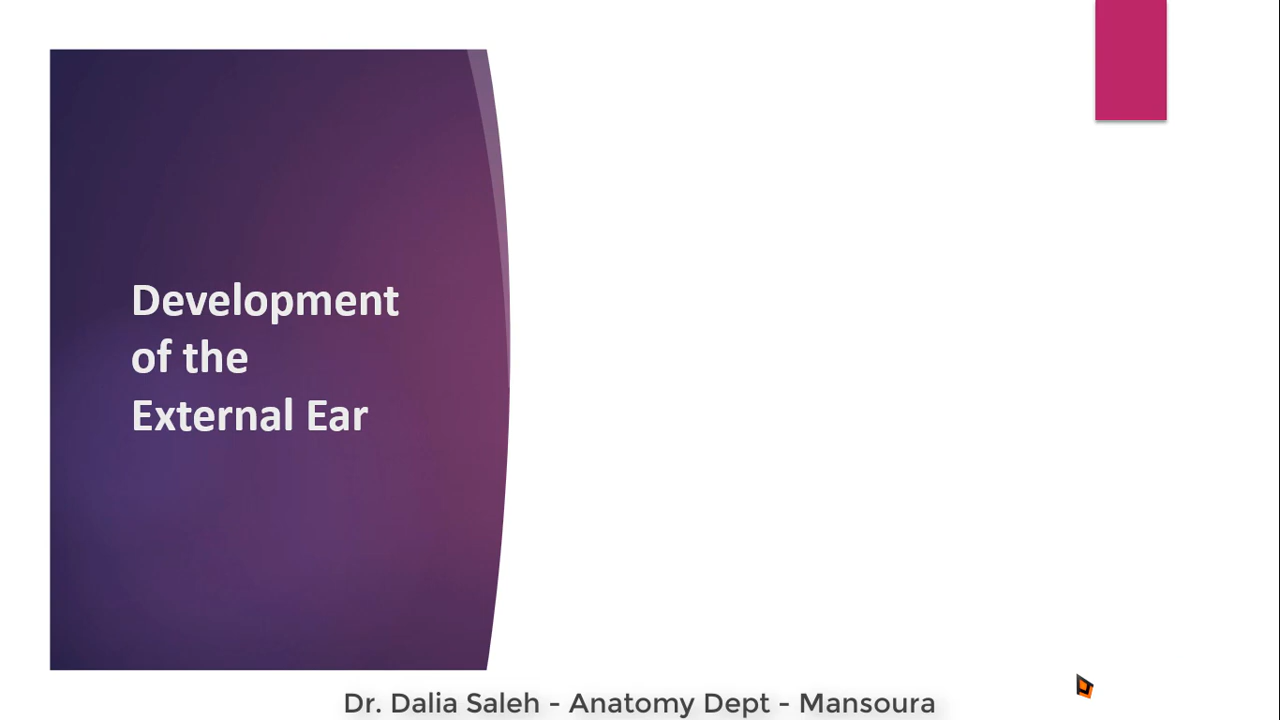 Development
of the
External Ear
Dr. Dalia Saleh - Anatomy Dept - Mansoura